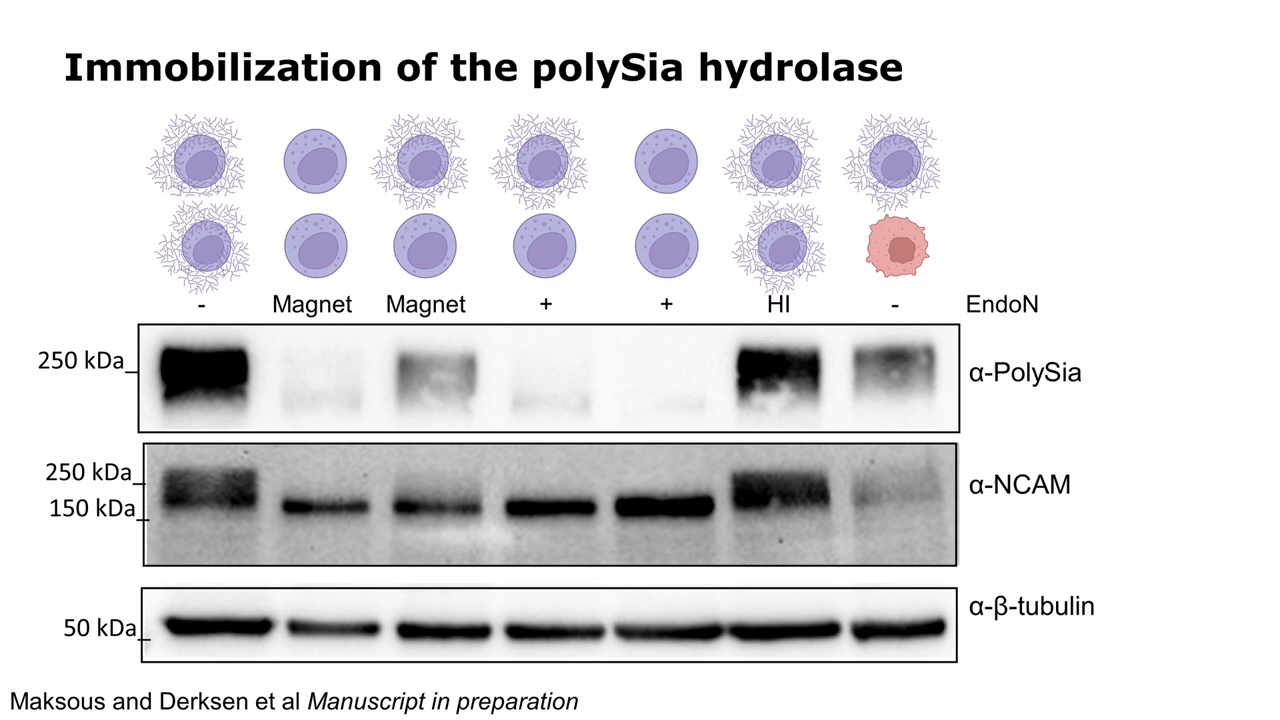 Immobilization of the polySia hydrolase
- Magnet Magnet + + HI - EndoN
250 kDa
α-PolySia
250 kDa
α-NCAM
150 kDa
α-β-tubulin
50 kDa
Maksous and Derksen et al Manuscript in preparation